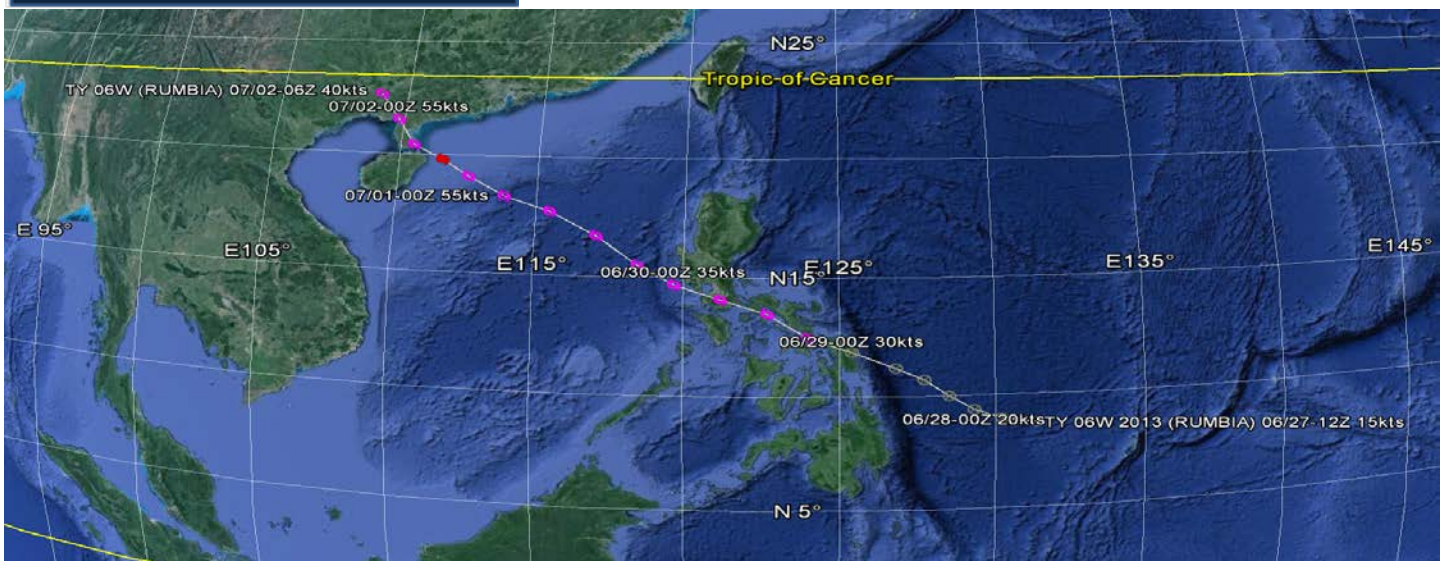 N25°
Tropic of Cancer
TY 06W (RUMBIA) 07/02-06Z 40kts
07/02-00Z 55kts
07/01-00Z 55kts
E 95°
E105°
E115°
E125°
E135°
E145°
06/30-00Z 35kts
N15°
06/29-00Z 30kts
06/28-00Z 20kts
TY 06W 2013 (RUMBIA) 06/27-12Z 15kts
N 5°